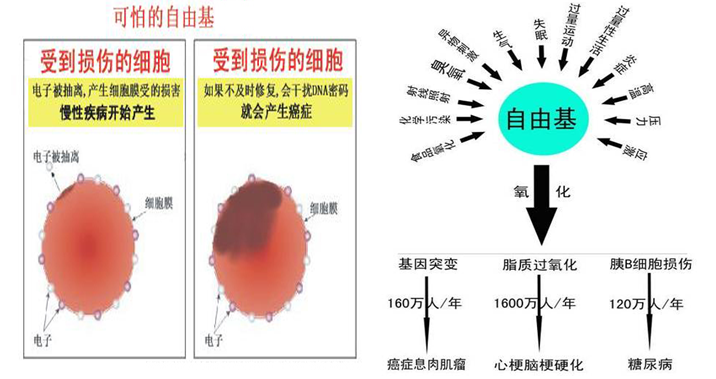 可怕的自由基
受到损伤的细胞
电子被抽离,产生细胞膜受的损害
慢性疾病开始产生
电子被抽离
细胞膜
电子
受到损伤的细胞
如果不及时修复,会干扰DNA密码
就会产生癌症
细胞膜
电子
食品氧化
化学污染
射线照射
臭氧
异物刺激
生气
失眠
过量运动
过量性生活
炎症
高温
压力
应激
自由基
氧 化
基因突变
脂质过氧化
胰B细胞损伤
160万人/年
1600万人/年
120万人/年
癌症息肉肌瘤
心梗脑梗硬化
糖尿病